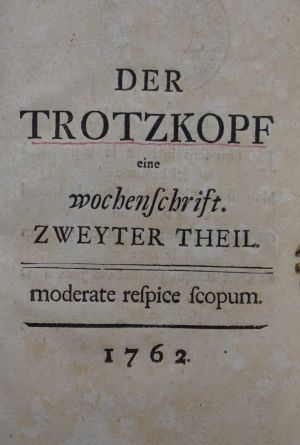 DER
TROTZKOPF
eine
wochenſchrift.
ZWEYTER THEIL.
moderate reſpice ſcopum.
1762.